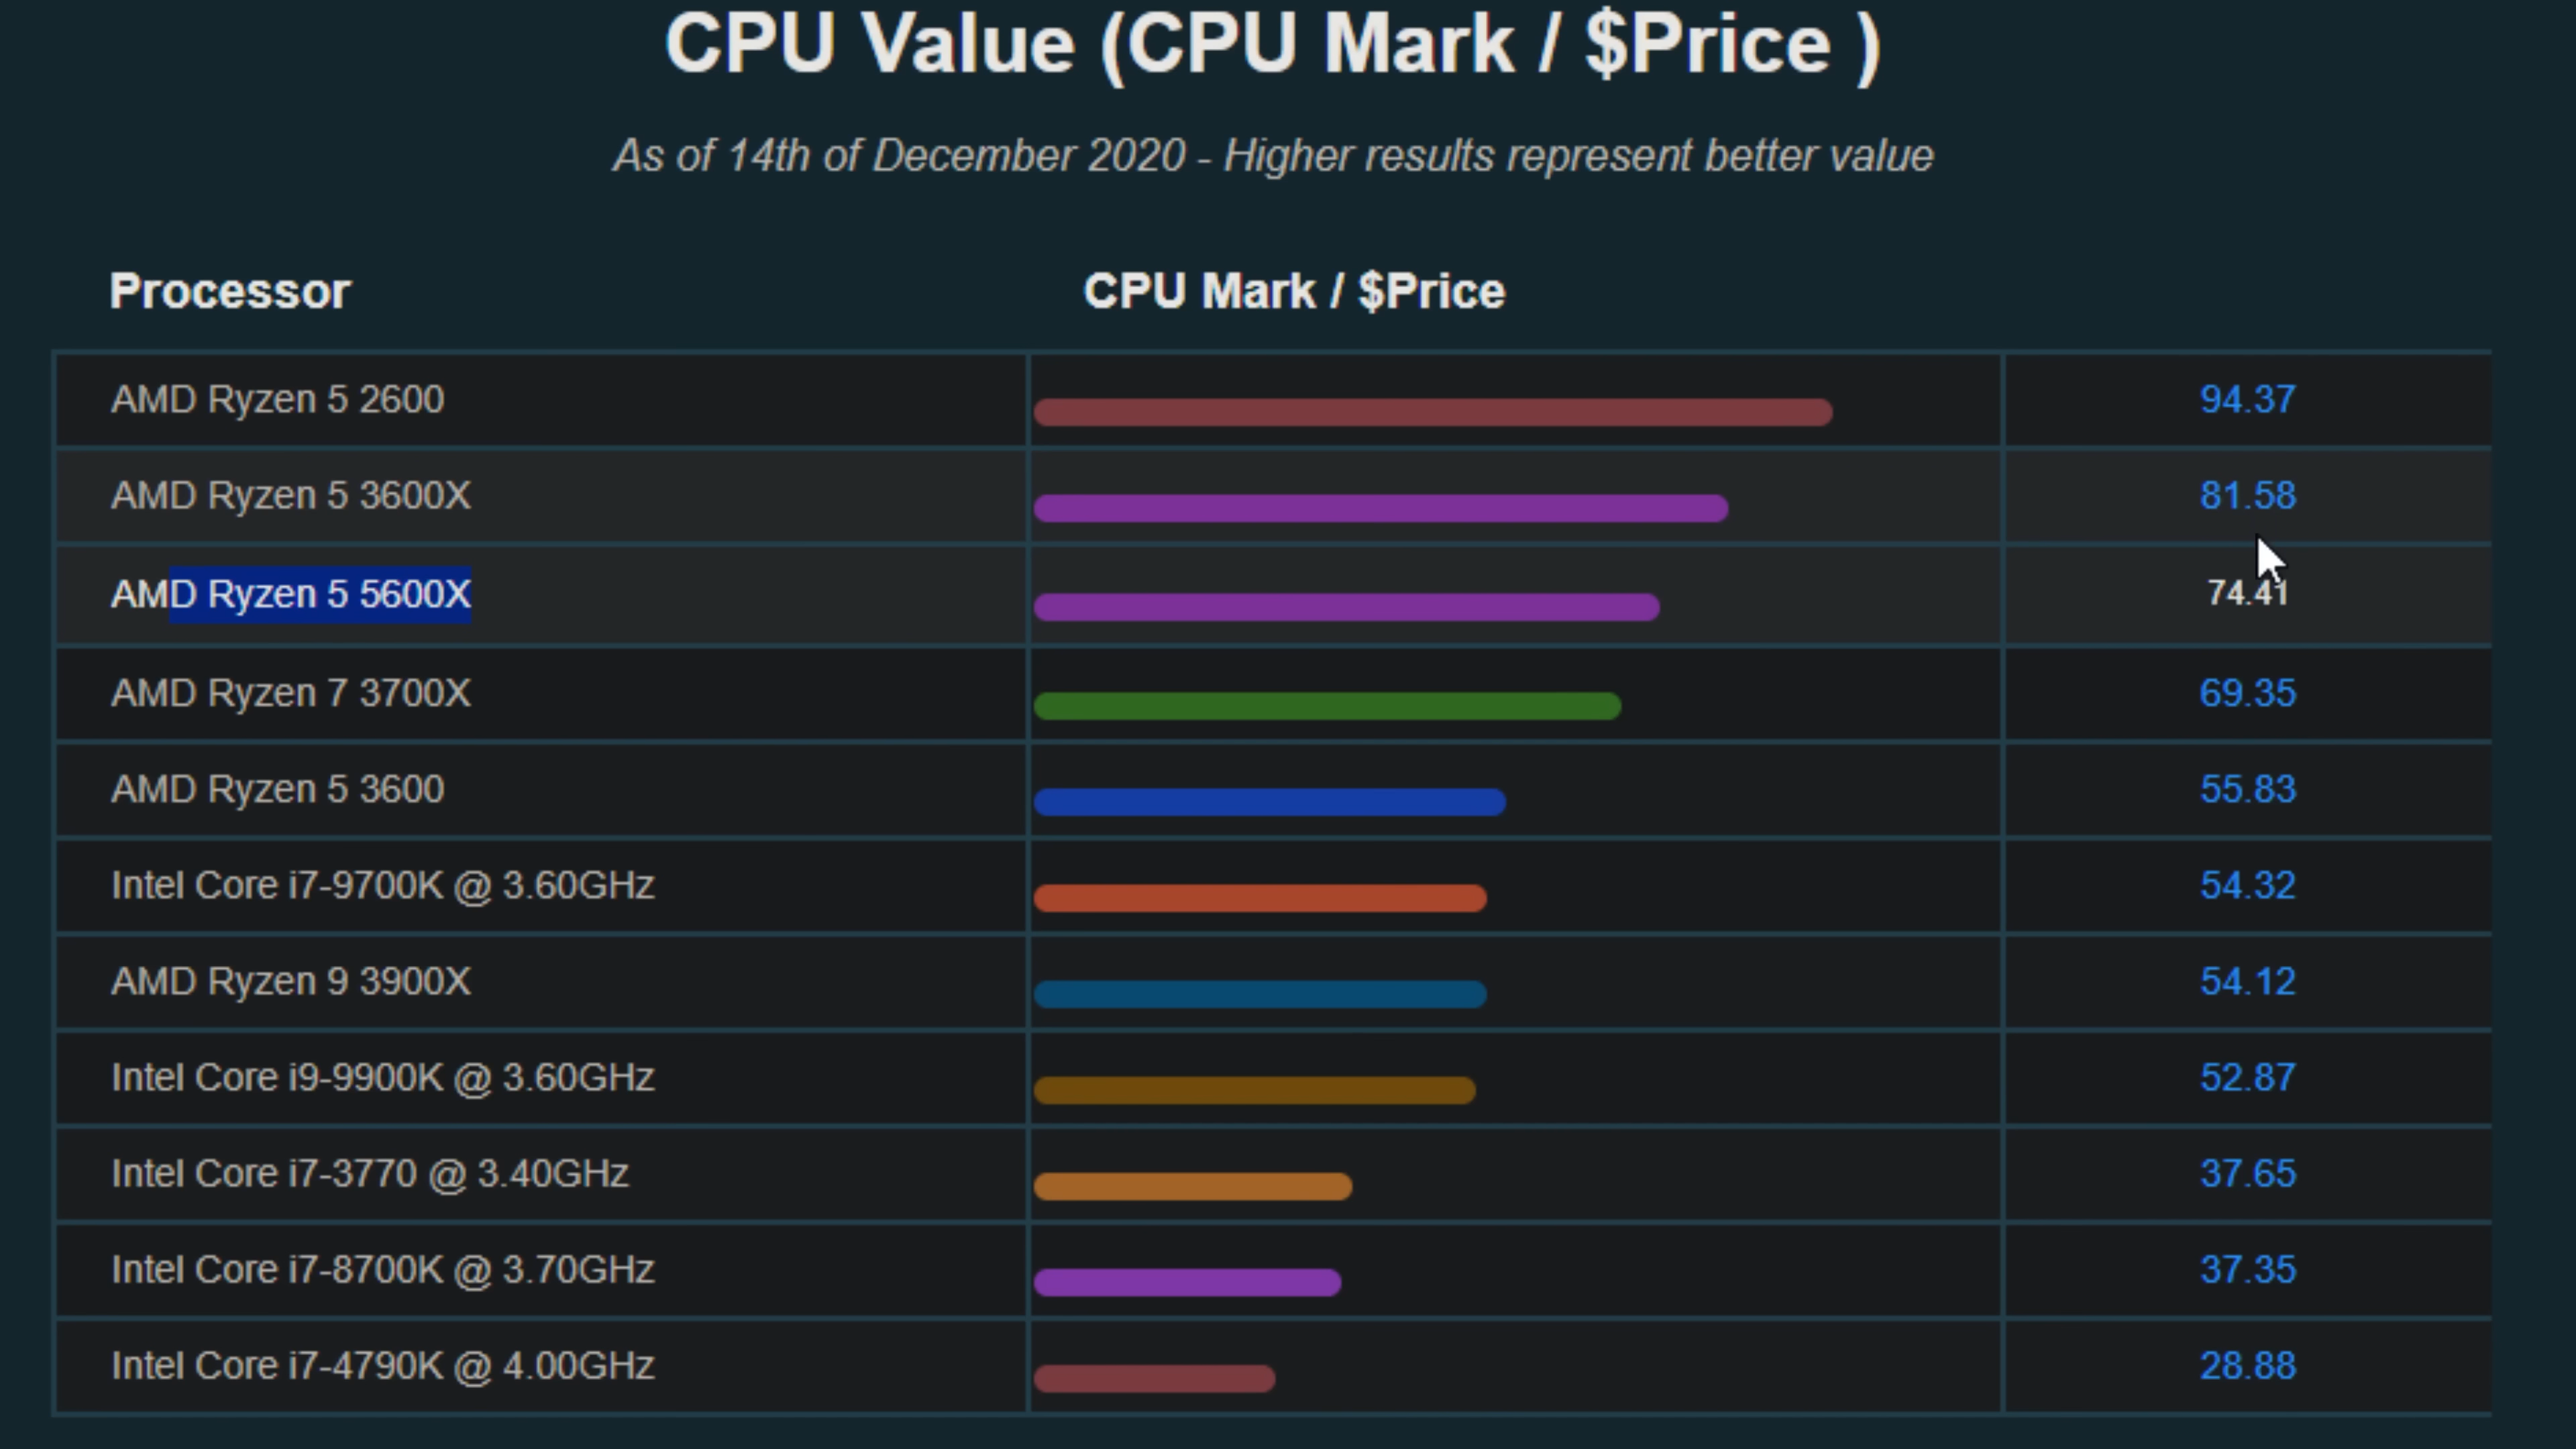 CPU Value (CPU Mark / $Price )
As of 14th of December 2020 - Higher results represent better value
Processor CPU Mark / $Price
AMD Ryzen 5 2600 94.37
AMD Ryzen 5 3600X 81.58
AMD Ryzen 5 5600X 74.41
AMD Ryzen 7 3700X 69.35
AMD Ryzen 5 3600 55.83
Intel Core i7-9700K @ 3.60GHz 54.32
AMD Ryzen 9 3900X 54.12
Intel Core i9-9900K @ 3.60GHz 52.87
Intel Core i7-3770 @ 3.40GHz 37.65
Intel Core i7-8700K @ 3.70GHz 37.35
Intel Core i7-4790K @ 4.00GHz 28.88